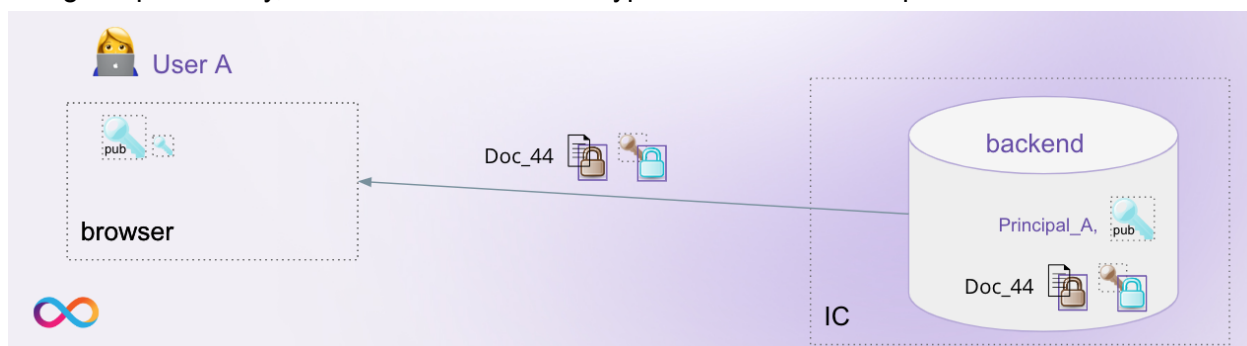 User A
pub
browser
Doc_44
backend
Principal_A, pub
Doc_44
IC